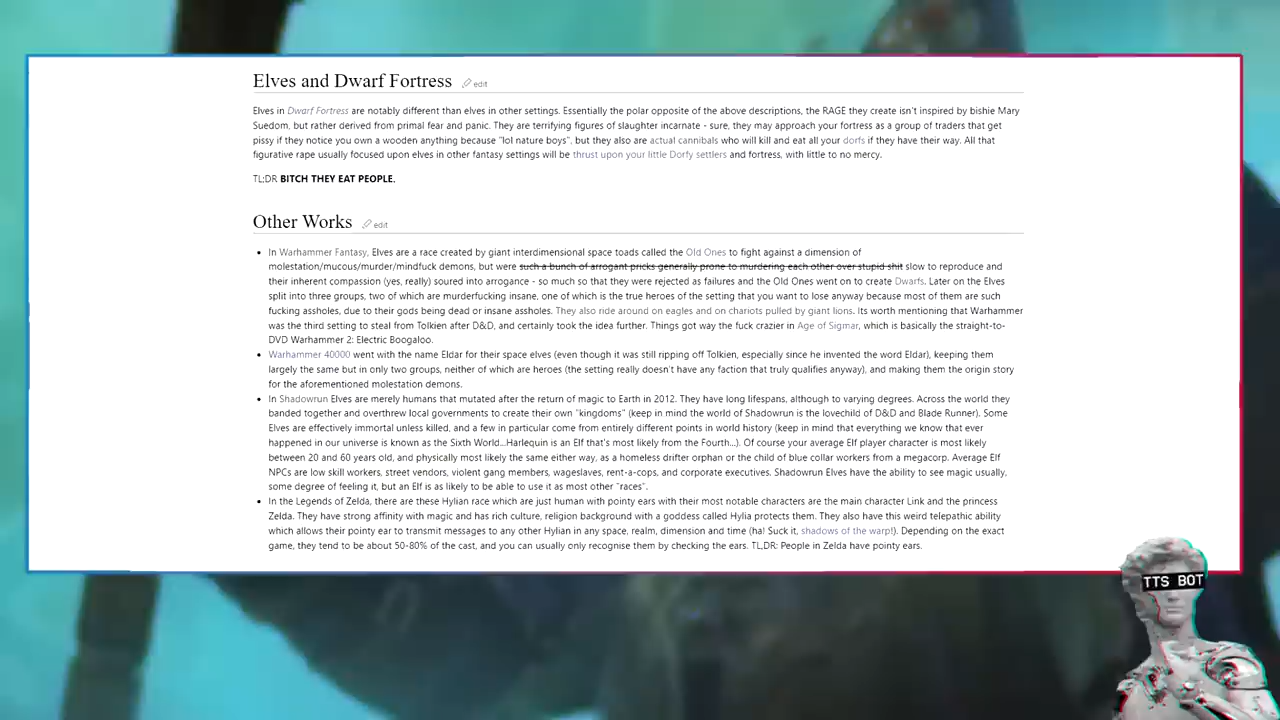 Elves and Dwarf Fortress edit
Elves in Dwarf Fortress are notably different than elves in other settings. Essentially the polar opposite of the above descriptions, the RAGE they create isn't inspired by bishie Mary
Suedom, but rather derived from primal fear and panic. They are terrifying figures of slaughter incarnate - sure, they may approach your fortress as a group of traders that get
pissy if they notice you own a wooden anything because "lol nature boys", but they also are actual cannibals who will kill and eat all your dorfs if they have their way. All that
figurative rape usually focused upon elves in other fantasy settings will be thrust upon your little Dorfy settlers and fortress, with little to no mercy.
TL;DR BITCH THEY EAT PEOPLE.
Other Works edit
In Warhammer Fantasy, Elves are a race created by giant interdimensional space toads called the Old Ones to fight against a dimension of
molestation/mucous/murder/mindfuck demons, but were such a bunch of arrogant pricks generally prone to murdering each other over stupid shit slow to reproduce and
their inherent compassion (yes, really) soured into arrogance - so much so that they were rejected as failures and the Old Ones went on to create Dwarfs. Later on the Elves
split into three groups, two of which are murderfucking insane, one of which is the true heroes of the setting that you want to lose anyway because most of them are such
fucking assholes, due to their gods being dead or insane assholes. They also ride around on eagles and on chariots pulled by giant lions. Its worth mentioning that Warhammer
was the third setting to steal from Tolkien after D&D, and certainly took the idea further. Things got way the fuck crazier in Age of Sigmar, which is basically the straight-to-
DVD Warhammer 2: Electric Boogaloo.
Warhammer 40000 went with the name Eldar for their space elves (even though it was still ripping off Tolkien, especially since he invented the word Eldar), keeping them
largely the same but in only two groups, neither of which are heroes (the setting really doesn't have any faction that truly qualifies anyway), and making them the origin story
for the aforementioned molestation demons.
In Shadowrun Elves are merely humans that mutated after the return of magic to Earth in 2012. They have long lifespans, although to varying degrees. Across the world they
banded together and overthrew local governments to create their own "kingdoms" (keep in mind the world of Shadowrun is the lovechild of D&D and Blade Runner). Some
Elves are effectively immortal unless killed, and a few in particular come from entirely different points in world history (keep in mind that everything we know that ever
happened in our universe is known as the Sixth World...Harlequin is an Elf that's most likely from the Fourth...). Of course your average Elf player character is most likely
between 20 and 60 years old, and physically most likely the same either way, as a homeless drifter orphan or the child of blue collar workers from a megacorp. Average Elf
NPCs are low skill workers, street vendors, violent gang members, wageslaves, rent-a-cops, and corporate executives. Shadowrun Elves have the ability to see magic usually,
some degree of feeling it, but an Elf is as likely to be able to use it as most other "races".
In the Legends of Zelda, there are these Hylian race which are just human with pointy ears with their most notable characters are the main character Link and the princess
Zelda. They have strong affinity with magic and has rich culture, religion background with a goddess called Hylia protects them. They also have this weird telepathic ability
which allows their pointy ear to transmit messages to any other Hylian in any space, realm, dimension and time (ha! Suck it, shadows of the warp!). Depending on the exact
game, they tend to be about 50-80% of the cast, and you can usually only recognise them by checking the ears. TL,DR: People in Zelda have pointy ears.
TTS BOT